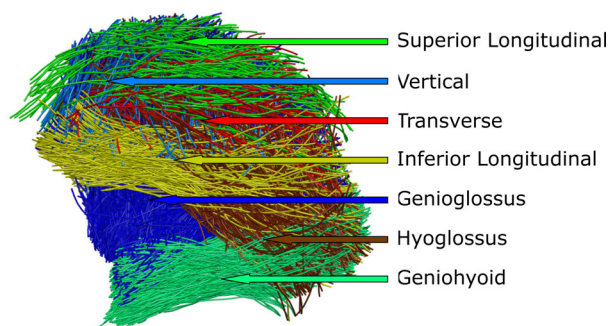 Superior Longitudinal
Vertical
Transverse
Inferior Longitudinal
Genioglossus
Hyoglossus
Geniohyoid